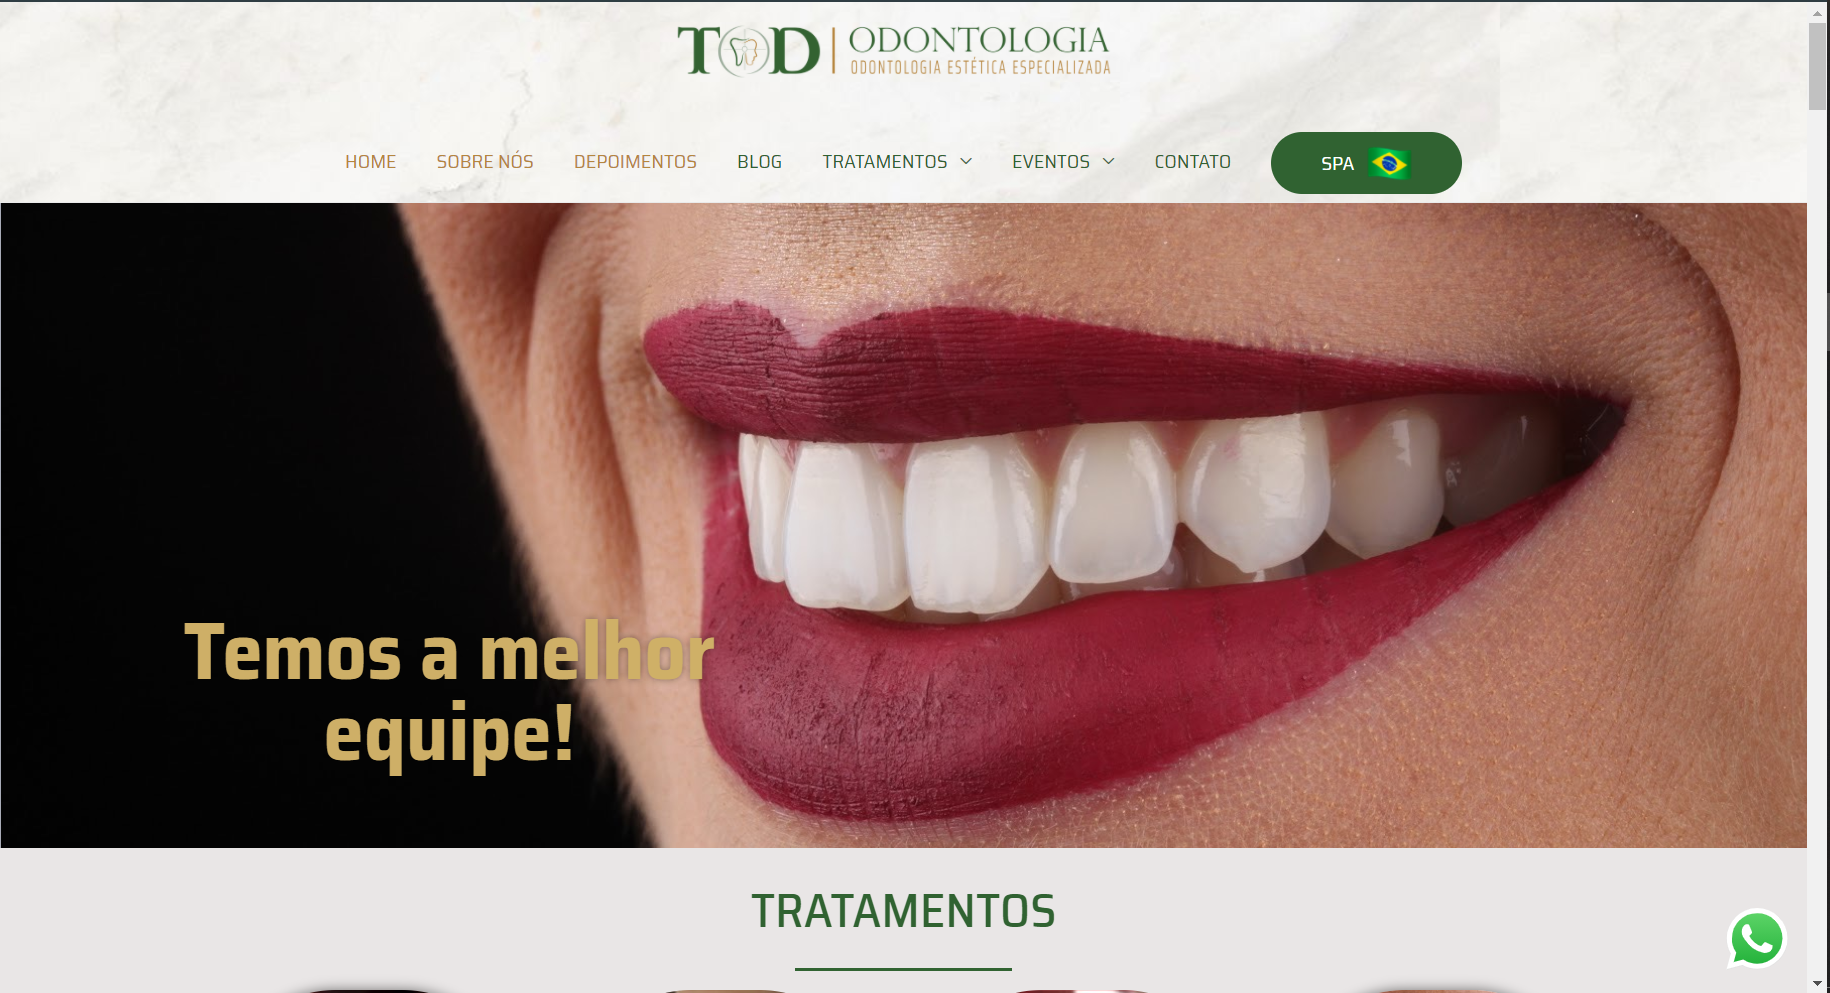 TOD ODONTOLOGIA
ODONTOLOGIA ESTÉTICA ESPECIALIZADA
HOME SOBRE NÓS DEPOIMENTOS BLOG TRATAMENTOS EVENTOS CONTATO SPA
Temos a melhor
equipe!
TRATAMENTOS